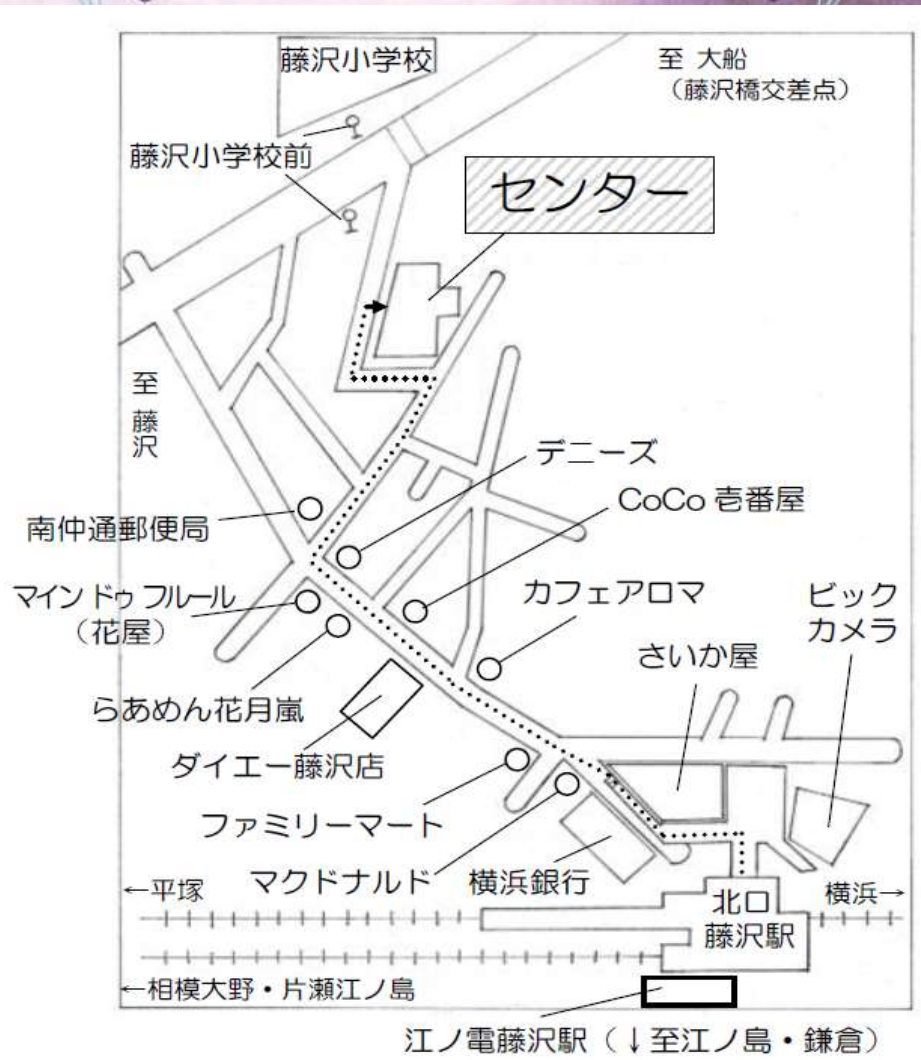 藤沢小学校
至 大船
（藤沢橋交差点）
藤沢小学校前
センター
至 藤沢
デニーズ
CoCo 壱番屋
南仲通郵便局
カフェアロマ
ビック
カメラ
マインドゥ フルール
（花屋）
さいか屋
らあめん花月嵐
ダイエー藤沢店
ファミリーマート
マクドナルド
横浜銀行
←平塚
横浜→
北口
藤沢駅
←相模大野・片瀬江ノ島
江ノ電藤沢駅（↓至江ノ島・鎌倉）